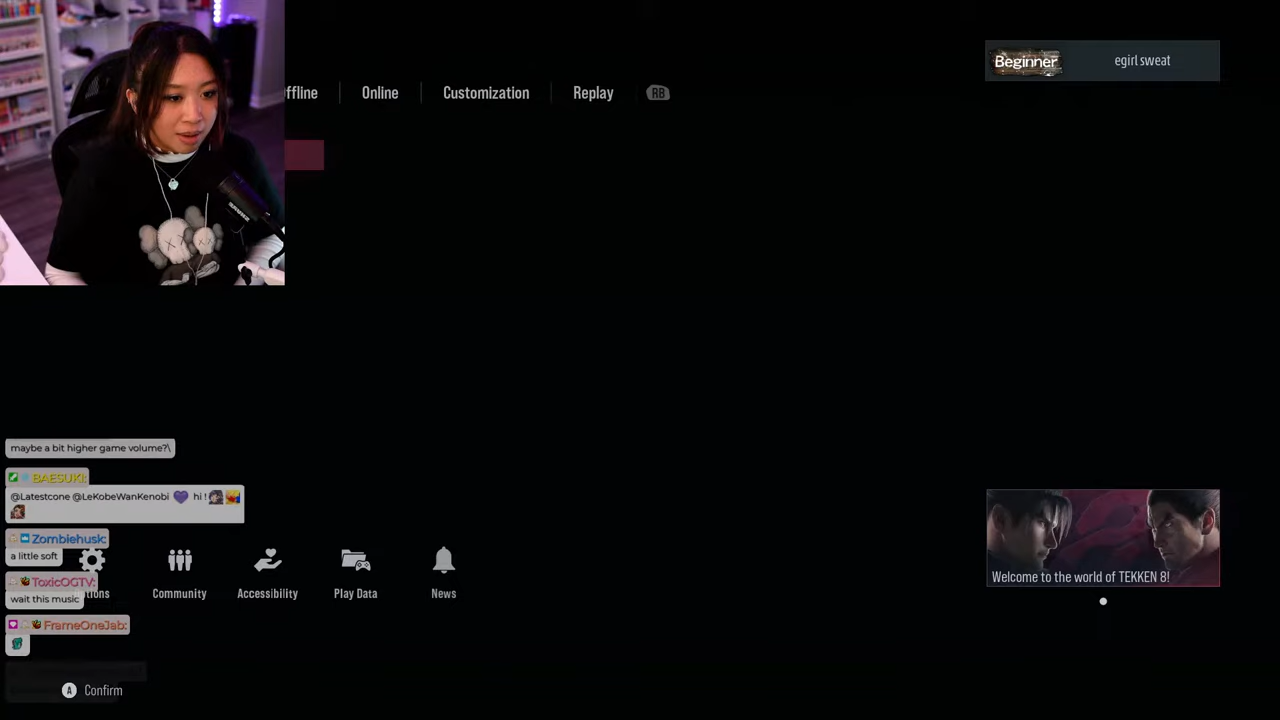 Beginner
egirl sweat
ffline
Online
Customization
Replay
RB
maybe a bit higher game volume?\
BAESUKI:
@Latestcone @LeKobeWanKenobi hi !
Zombiehusk:
a little soft
ToxicOGTV:
wait this music
FrameOneJab:
tions
Community
Accessibility
Play Data
News
Welcome to the world of TEKKEN 8!
A Confirm